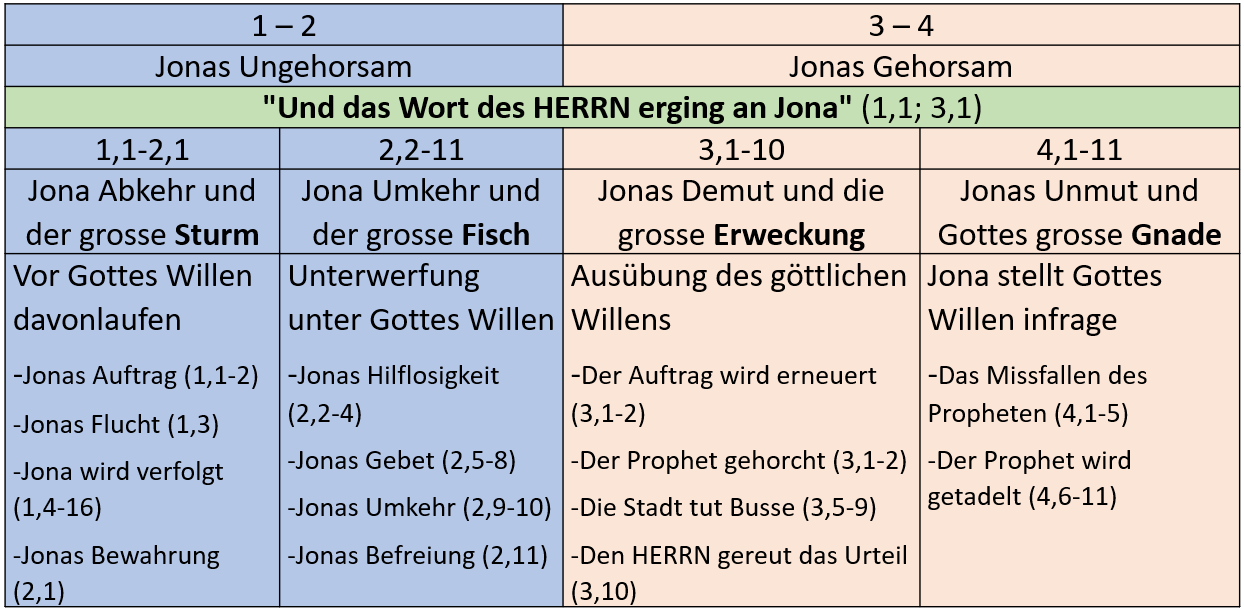 1 – 2
3 – 4
Jonas Ungehorsam
Jonas Gehorsam
"Und das Wort des HERRN erging an Jona" (1,1; 3,1)
1,1-2,1
2,2-11
3,1-10
4,1-11
Jona Abkehr und
der grosse Sturm
Jona Umkehr und
der grosse Fisch
Jonas Demut und die
grosse Erweckung
Jonas Unmut und
Gottes grosse Gnade
Vor Gottes Willen
davonlaufen
-Jonas Auftrag (1,1-2)
-Jonas Flucht (1,3)
-Jona wird verfolgt
(1,4-16)
-Jonas Bewahrung
(2,1)
Unterwerfung
unter Gottes Willen
-Jonas Hilflosigkeit
(2,2-4)
-Jonas Gebet (2,5-8)
-Jonas Umkehr (2,9-10)
-Jonas Befreiung (2,11)
Ausübung des göttlichen
Willens
-Der Auftrag wird erneuert
(3,1-2)
-Der Prophet gehorcht (3,1-2)
-Die Stadt tut Busse (3,5-9)
-Den HERRN gereut das Urteil
(3,10)
Jona stellt Gottes
Willen infrage
-Das Missfallen des
Propheten (4,1-5)
-Der Prophet wird
getadelt (4,6-11)